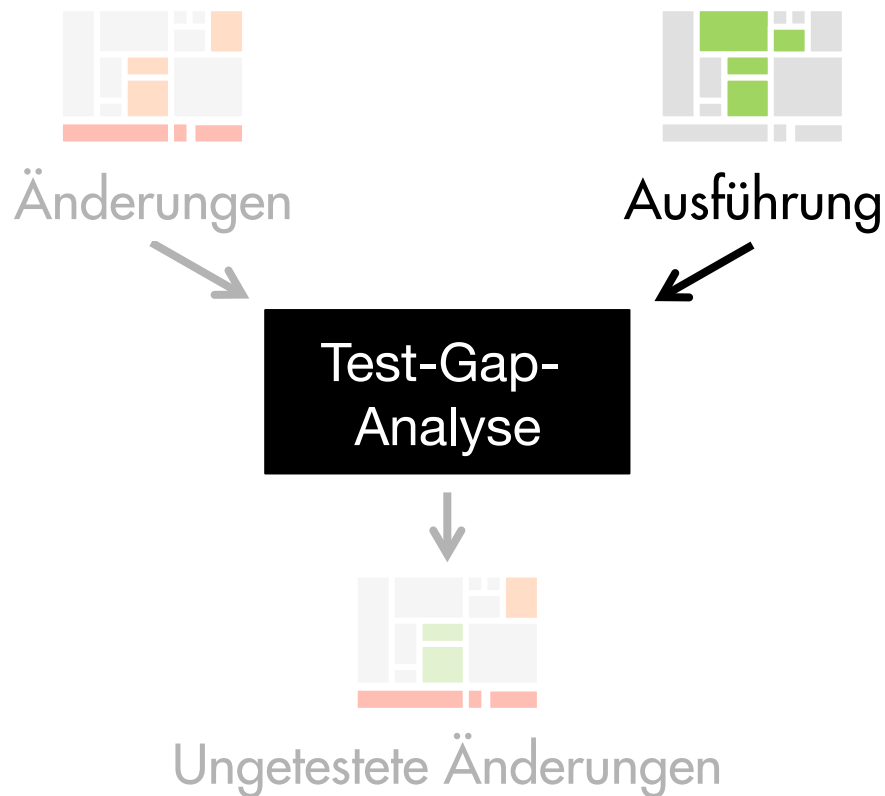 Änderungen
Ausführung
Test-Gap-
Analyse
Ungetestete Änderungen